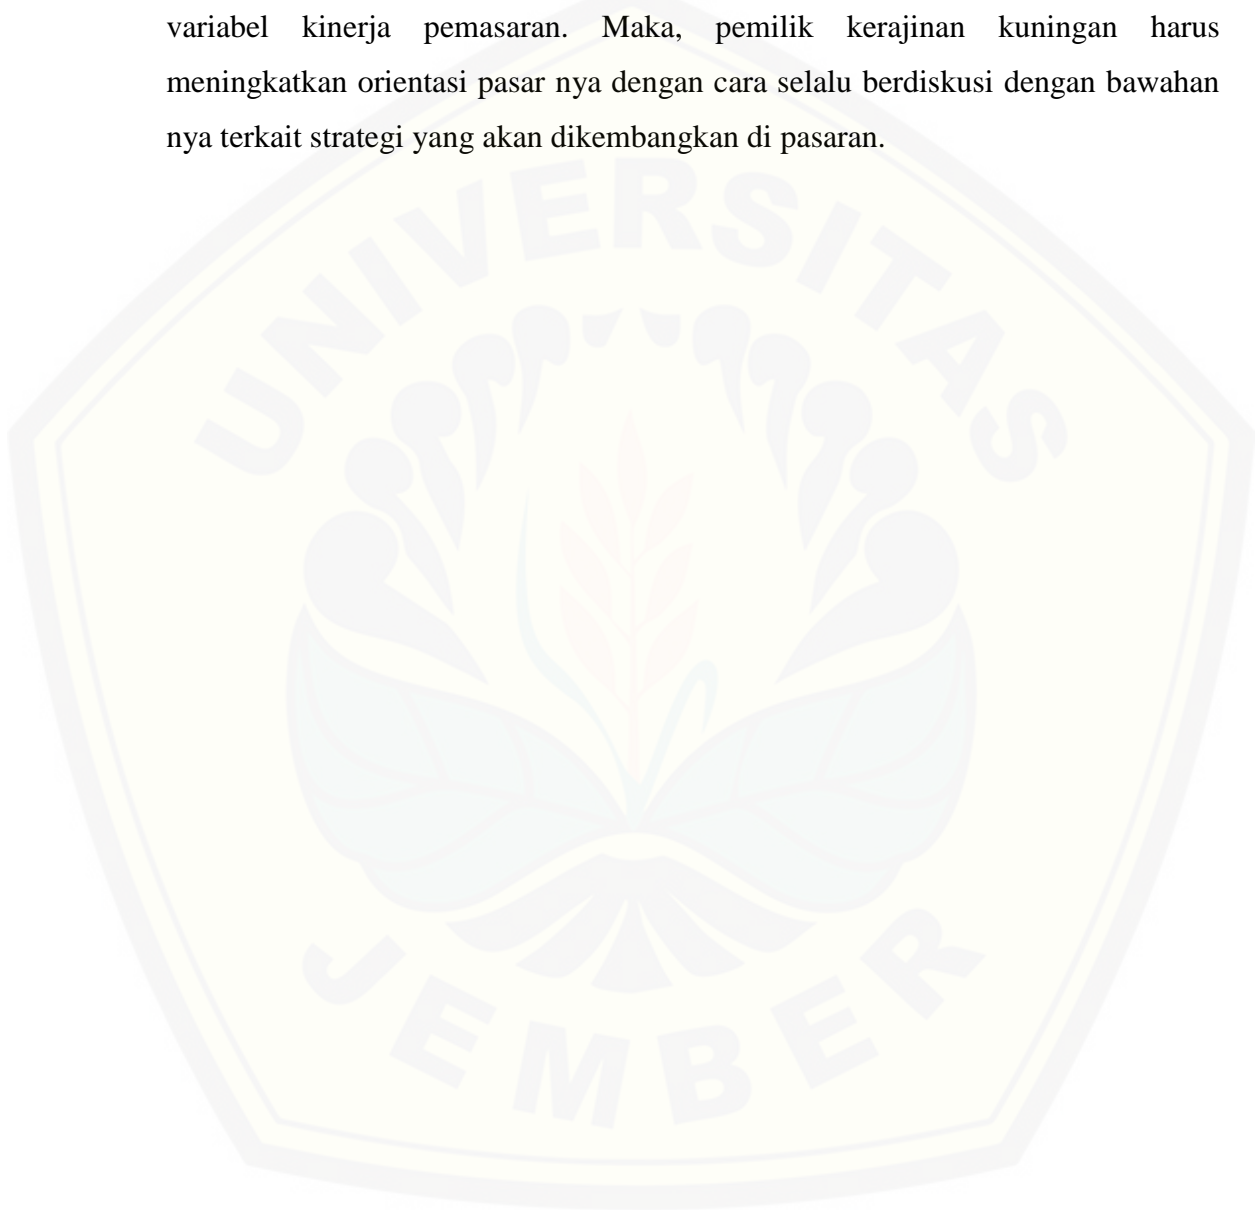 variabel kinerja pemasaran. Maka, pemilik kerajinan kuningan harus
meningkatkan orientasi pasar nya dengan cara selalu berdiskusi dengan bawahan
nya terkait strategi yang akan dikembangkan di pasaran.
UNIVERSITAS
JEMBER